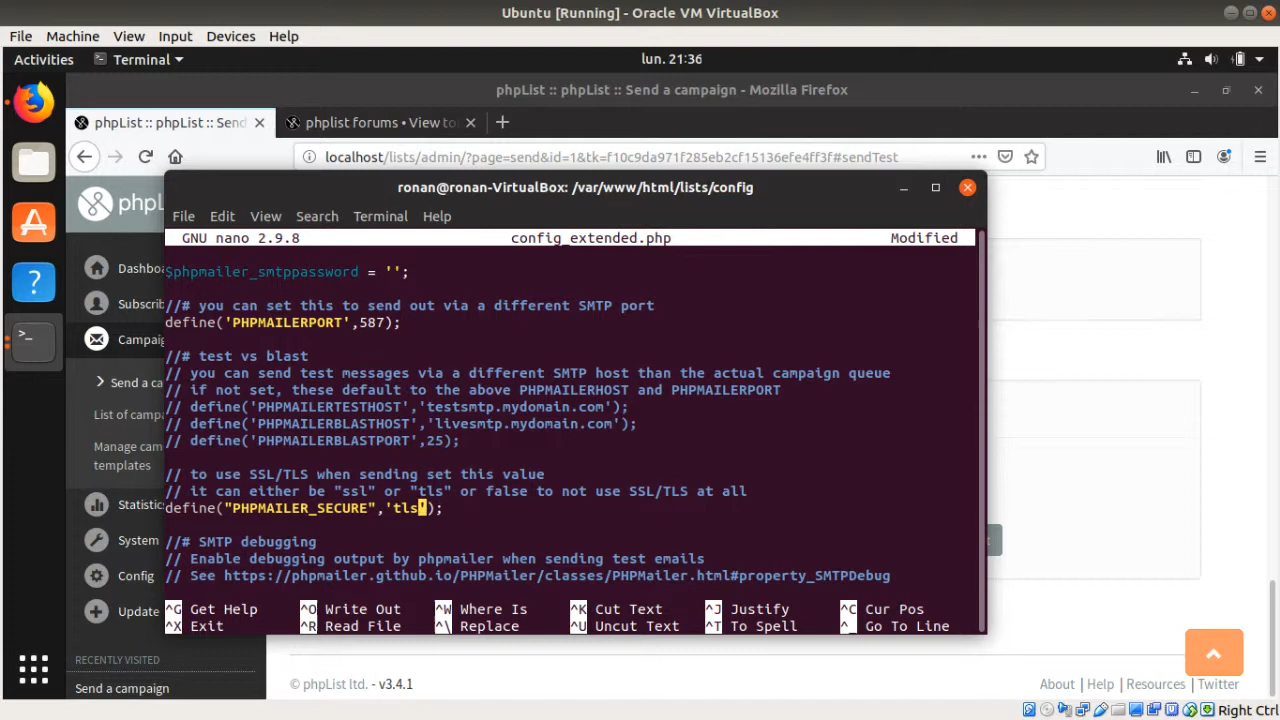 Ubuntu [Running] - Oracle VM VirtualBox
File Machine View Input Devices Help
Activities Terminal lun. 21:36
phpList :: phpList :: Send a campaign - Mozilla Firefox
phpList :: phpList :: Send phplist forums • View to
localhost/lists/admin/?page=send&id=1&tk=f10c9da971f285eb2cf15136efe4ff3f#sendTest
phpL
ronan@ronan-VirtualBox: /var/www/html/lists/config
File Edit View Search Terminal Help
GNU nano 2.9.8 config_extended.php Modified
$phpmailer_smtppassword = '';
//# you can set this to send out via a different SMTP port
define('PHPMAILERPORT',587);
//# test vs blast
// you can send test messages via a different SMTP host than the actual campaign queue
// if not set, these default to the above PHPMAILERHOST and PHPMAILERPORT
// define('PHPMAILERTESTHOST','testsmtp.mydomain.com');
// define('PHPMAILERBLASTHOST','livesmtp.mydomain.com');
// define('PHPMAILERBLASTPORT',25);
// to use SSL/TLS when sending set this value
// it can either be "ssl" or "tls" or false to not use SSL/TLS at all
define("PHPMAILER_SECURE",'tls');
//# SMTP debugging
// Enable debugging output by phpmailer when sending test emails
// See https://phpmailer.github.io/PHPMailer/classes/PHPMailer.html#property_SMTPDebug
^G Get Help ^O Write Out ^W Where Is ^K Cut Text ^J Justify ^C Cur Pos
^X Exit ^R Read File ^\ Replace ^U Uncut Text ^T To Spell ^_ Go To Line
Dashbo
Subscrib
Campai
Send a ca
List of camp
Manage cam
templates
Statistic
System
Config
Update
RECENTLY VISITED
Send a campaign
© phpList ltd. - v3.4.1
About | Help | Resources | Twitter
Right Ctrl